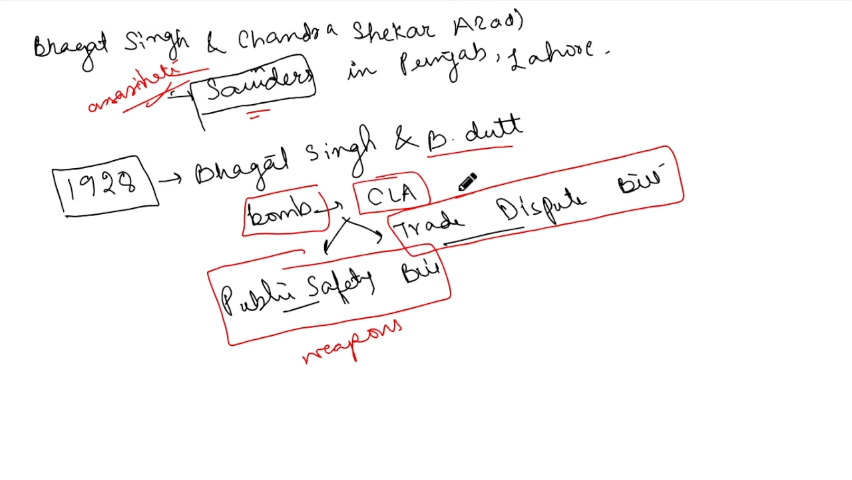 Bhagat Singh & Chandra Shekar Azad
→ Saunders in Punjab, Lahore.
1928 → Bhagat Singh & B. dutt
bomb → CLA
Trade Dispute Bill
Public Safety Bill
weapons